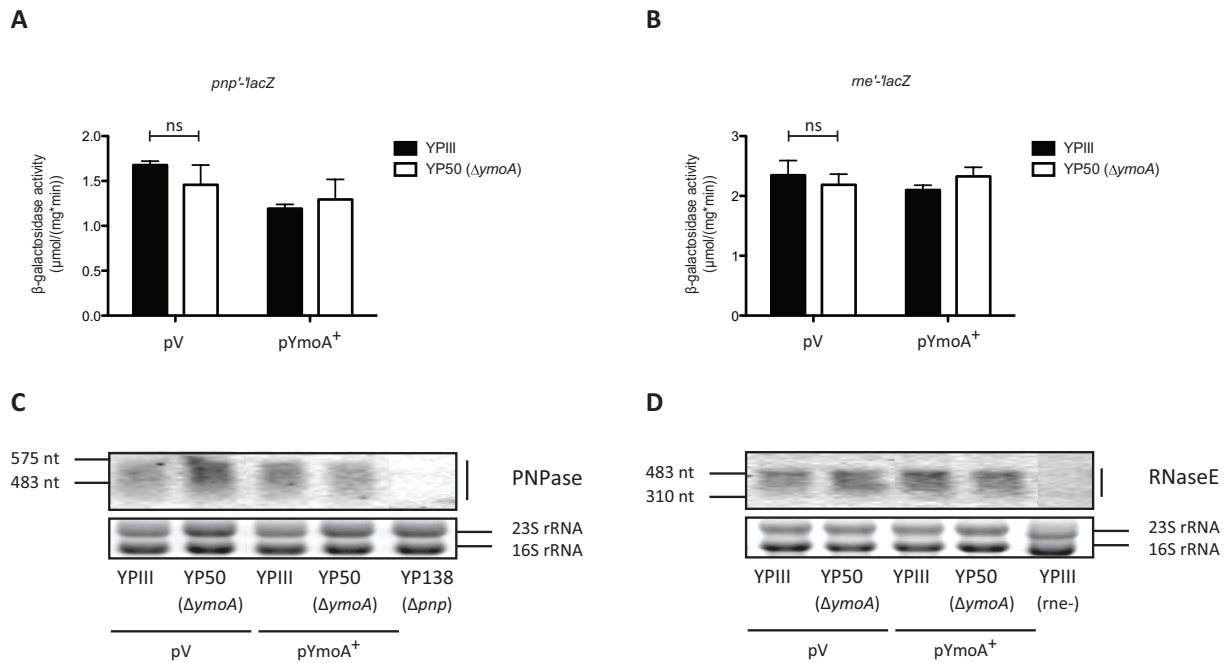 A
pnp'-'lacZ
β-galactosidase activity
(µmol/(mg*min))
2.0
1.5
1.0
0.5
0.0
ns
YPIII
YP50 (ΔymoA)
pV
pYmoA+
B
rne'-'lacZ
β-galactosidase activity
(µmol/(mg*min))
3
2
1
0
ns
YPIII
YP50 (ΔymoA)
pV
pYmoA+
C
575 nt
483 nt
PNPase
23S rRNA
16S rRNA
YPIII YP50 YPIII YP50 YP138
(ΔymoA) (ΔymoA) (Δpnp)
pV pYmoA+
D
483 nt
310 nt
RNaseE
23S rRNA
16S rRNA
YPIII YP50 YPIII YP50 YPIII
(ΔymoA) (ΔymoA) (rne-)
pV pYmoA+